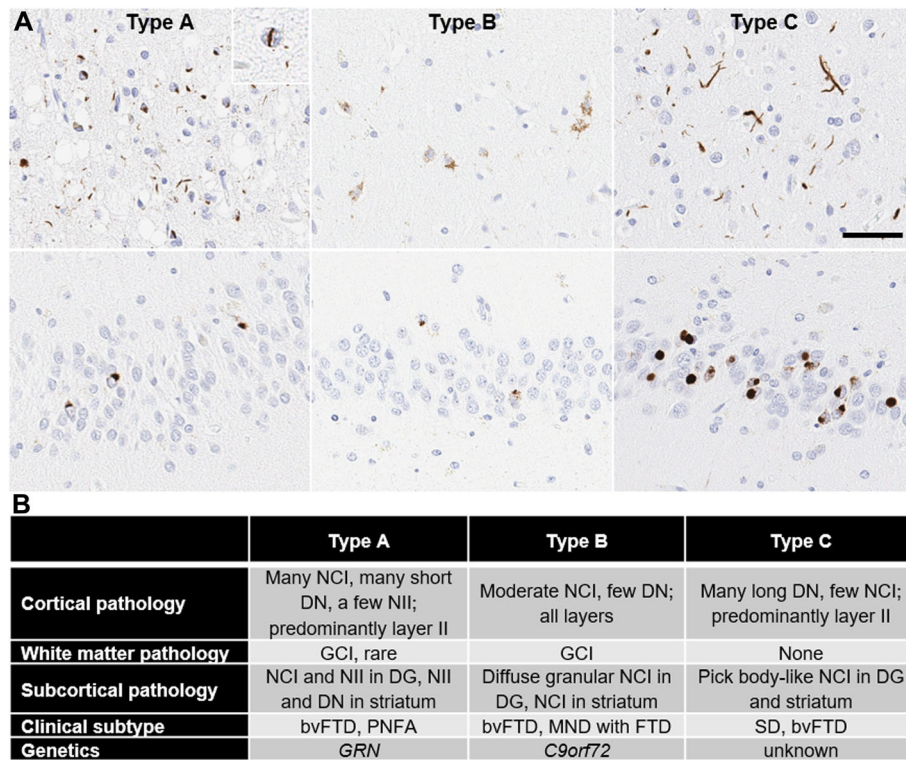 A
Type A
Type B
Type C
B
Type A
Type B
Type C
Cortical pathology
Many NCI, many short
DN, a few NII;
predominantly layer II
Moderate NCI, few DN;
all layers
Many long DN, few NCI;
predominantly layer II
White matter pathology
GCI, rare
GCI
None
Subcortical pathology
NCI and NII in DG, NII
and DN in striatum
Diffuse granular NCI in
DG, NCI in striatum
Pick body-like NCI in DG
and striatum
Clinical subtype
bvFTD, PNFA
bvFTD, MND with FTD
SD, bvFTD
Genetics
GRN
C9orf72
unknown